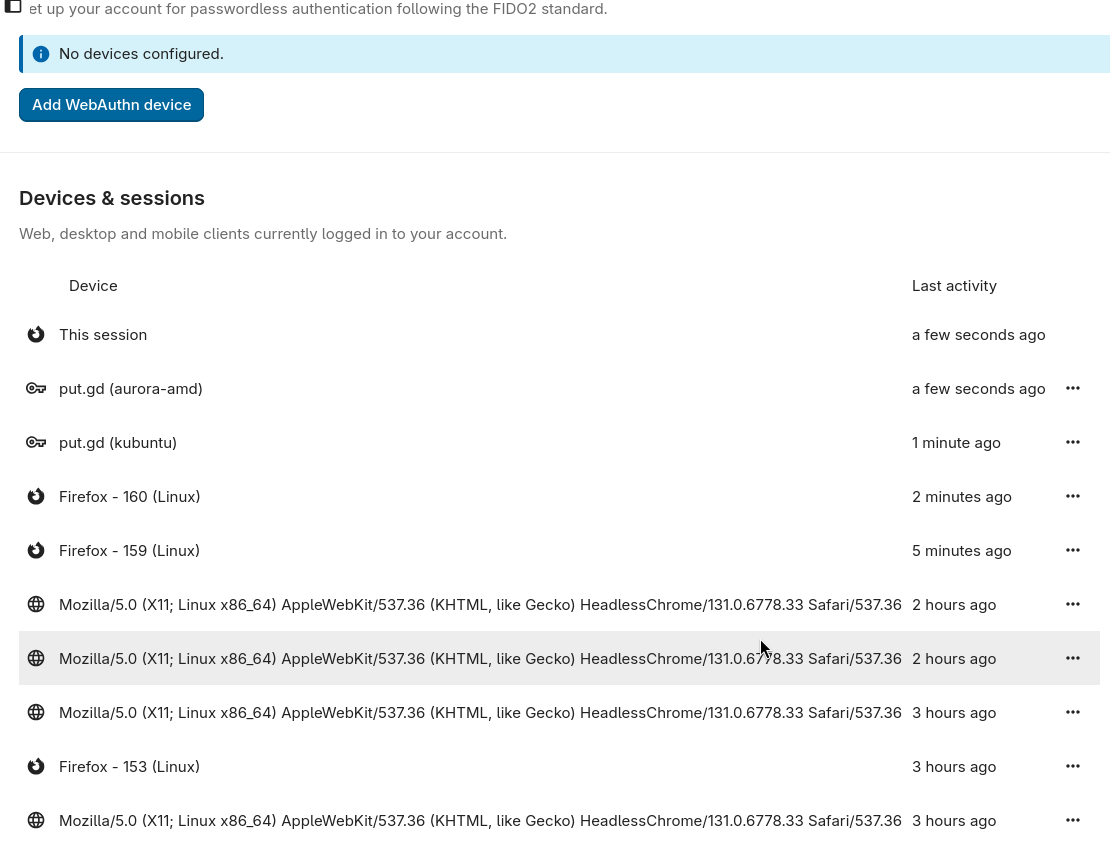 et up your account for passwordless authentication following the FIDO2 standard.
No devices configured.
Add WebAuthn device
Devices & sessions
Web, desktop and mobile clients currently logged in to your account.
Device Last activity
This session a few seconds ago
put.gd (aurora-amd) a few seconds ago
put.gd (kubuntu) 1 minute ago
Firefox - 160 (Linux) 2 minutes ago
Firefox - 159 (Linux) 5 minutes ago
Mozilla/5.0 (X11; Linux x86_64) AppleWebKit/537.36 (KHTML, like Gecko) HeadlessChrome/131.0.6778.33 Safari/537.36 2 hours ago
Mozilla/5.0 (X11; Linux x86_64) AppleWebKit/537.36 (KHTML, like Gecko) HeadlessChrome/131.0.6778.33 Safari/537.36 2 hours ago
Mozilla/5.0 (X11; Linux x86_64) AppleWebKit/537.36 (KHTML, like Gecko) HeadlessChrome/131.0.6778.33 Safari/537.36 3 hours ago
Firefox - 153 (Linux) 3 hours ago
Mozilla/5.0 (X11; Linux x86_64) AppleWebKit/537.36 (KHTML, like Gecko) HeadlessChrome/131.0.6778.33 Safari/537.36 3 hours ago